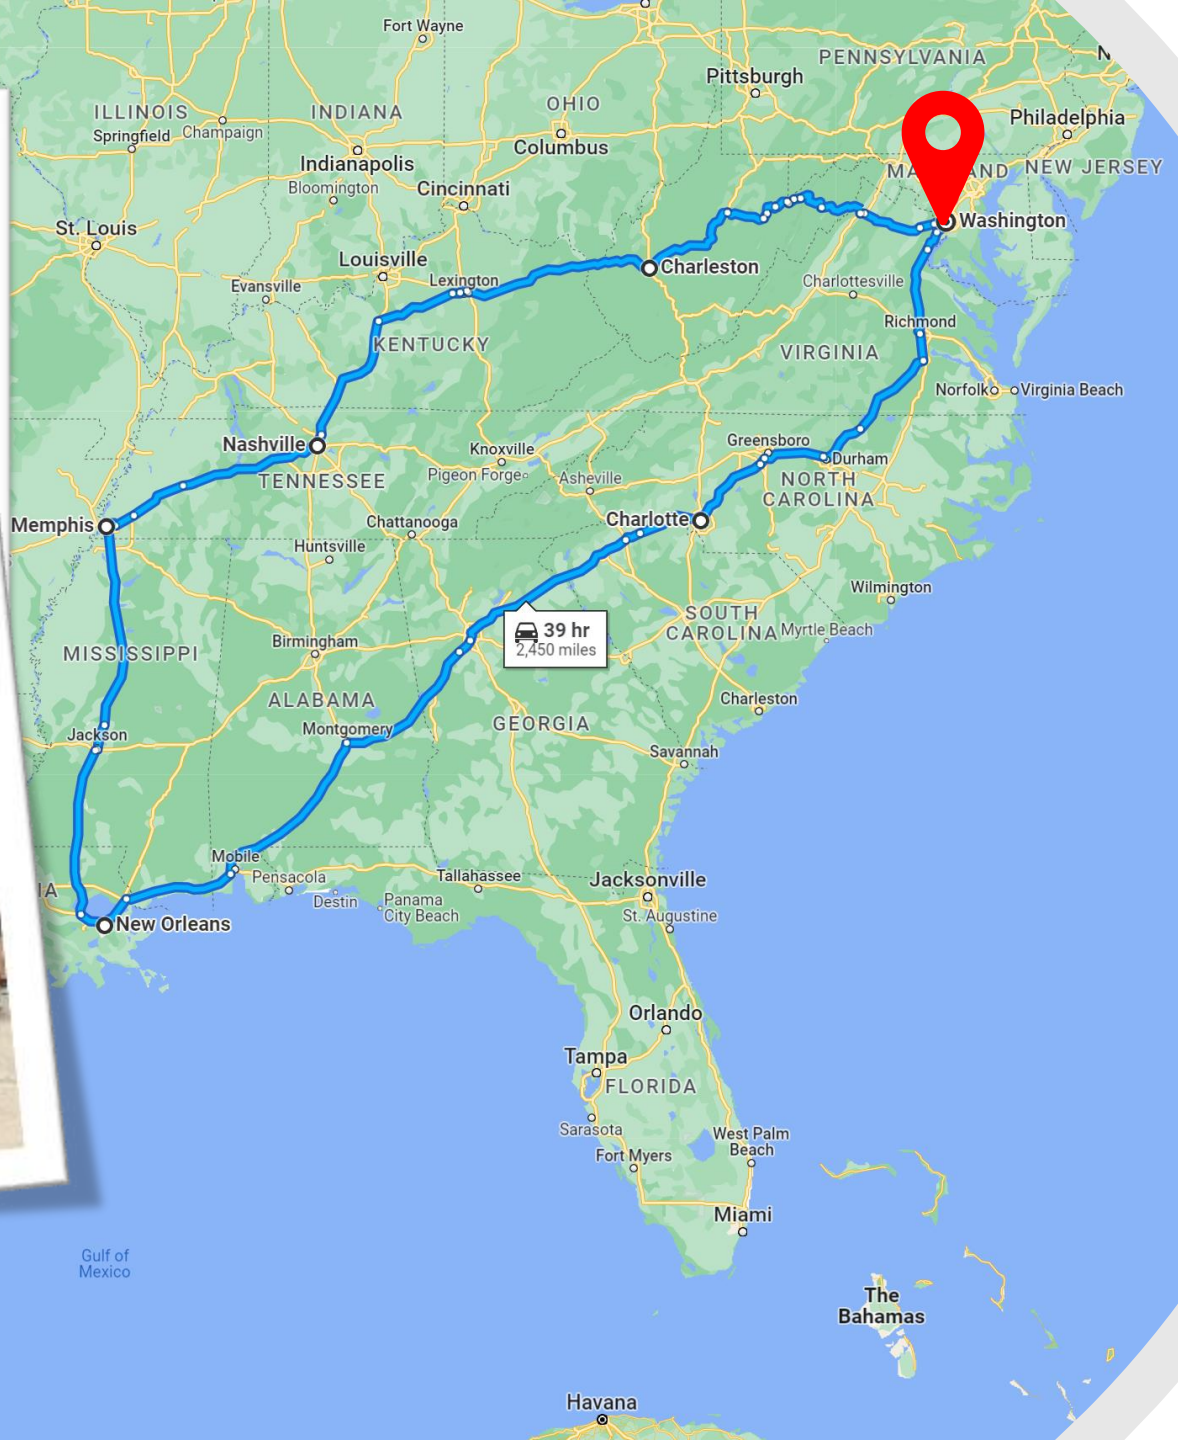 Fort Wayne
PENNSYLVANIA
N
Pittsburgh
ILLINOIS
INDIANA
OHIO
Springfield
Champaign
Columbus
Philadelphia
Indianapolis
MA
AND
NEW JERSEY
Bloomington
Cincinnati
St. Louis
Washington
Louisville
Charleston
Evansville
Lexington
Charlottesville
Richmond
KENTUCKY
VIRGINIA
Norfolk
Virginia Beach
Nashville
Knoxville
Greensboro
Durham
TENNESSEE
Pigeon Forge
Asheville
NORTH
CAROLINA
Memphis
Chattanooga
Charlotte
Huntsville
Wilmington
39 hr
2,450 miles
SOUTH
CAROLINA
Myrtle Beach
Birmingham
MISSISSIPPI
ALABAMA
Charleston
Montgomery
GEORGIA
Jackson
Savannah
Mobile
Pensacola
Tallahassee
Jacksonville
IA
Destin
Panama
City Beach
St. Augustine
New Orleans
Orlando
Tampa
FLORIDA
Sarasota
West Palm
Beach
Fort Myers
Miami
Gulf of
Mexico
The
Bahamas
Havana